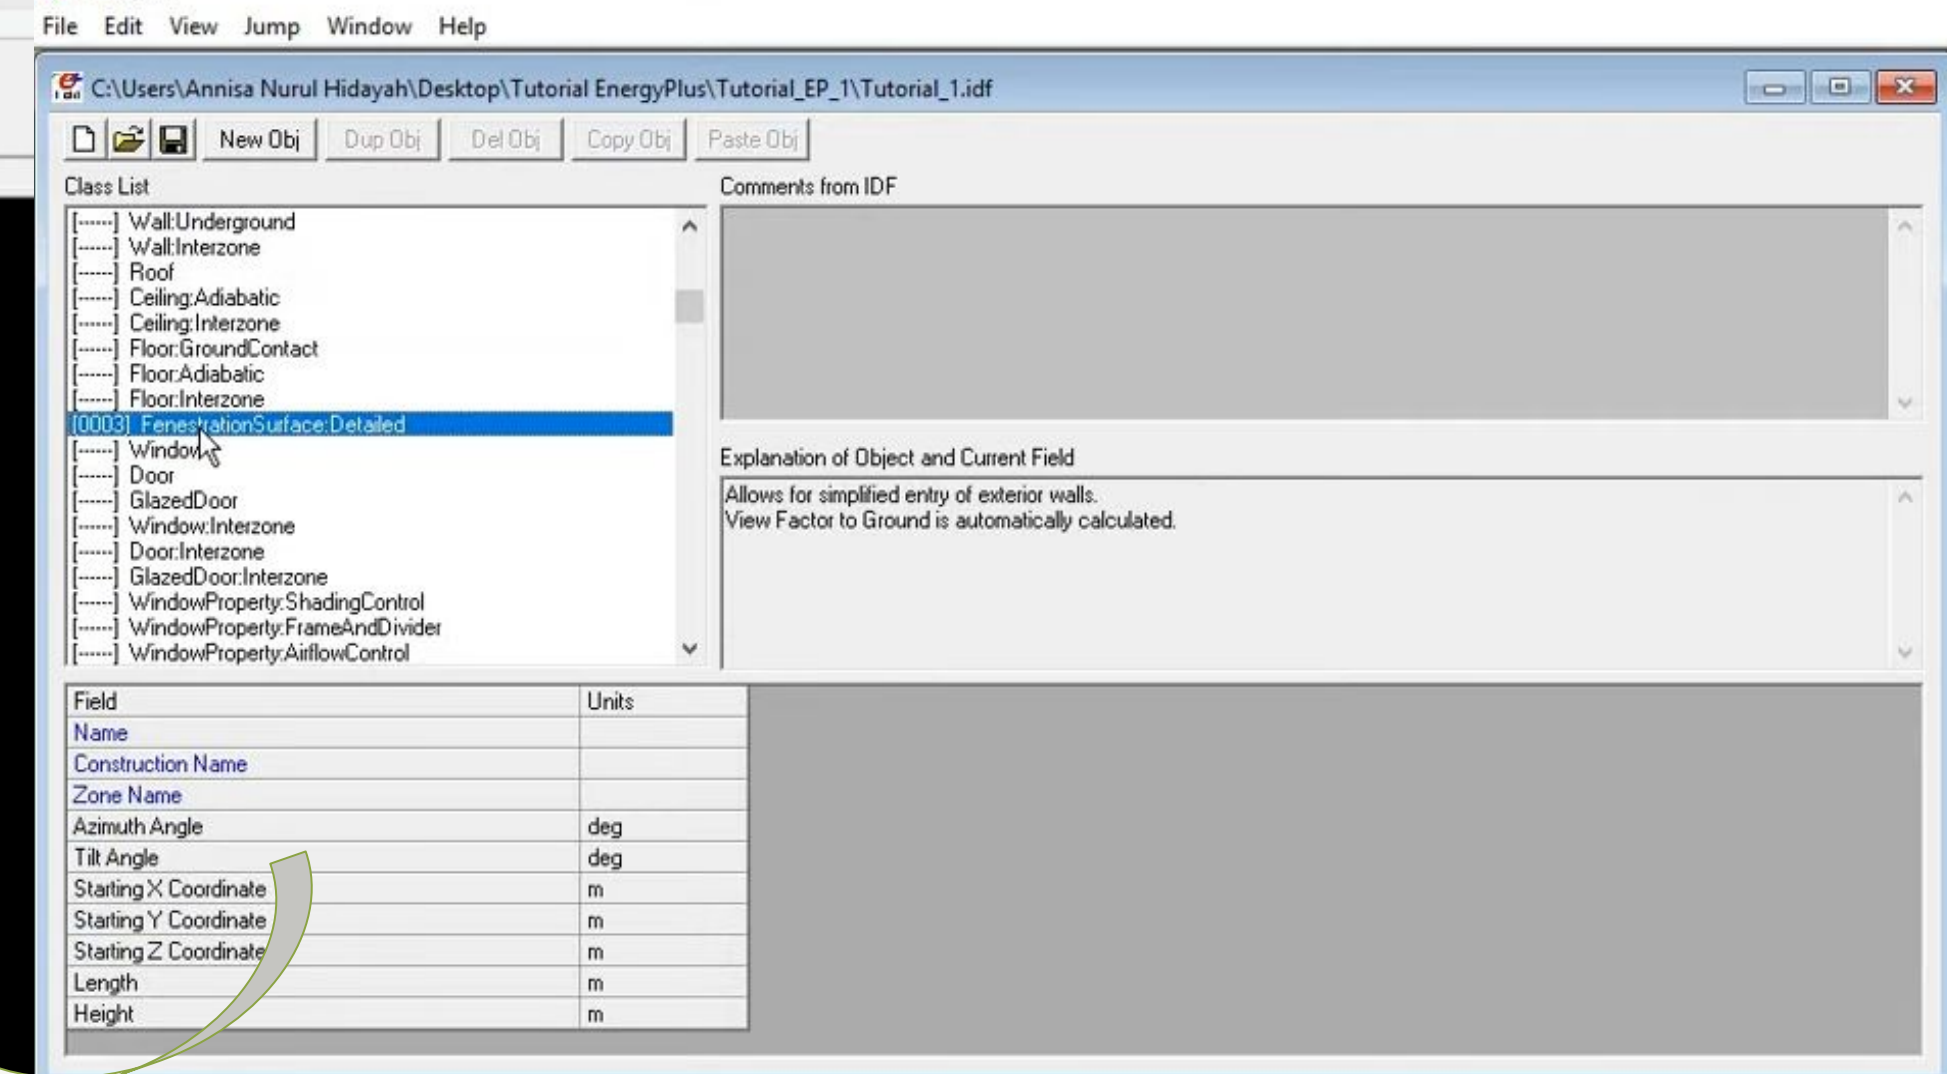 File Edit View Jump Window Help
C:\Users\Annisa Nurul Hidayah\Desktop\Tutorial EnergyPlus\Tutorial_EP_1\Tutorial_1.idf
New Obj Dup Obj Del Obj Copy Obj Paste Obj
Class List
[------] Wall:Underground
[------] Wall:Interzone
[------] Roof
[------] Ceiling:Adiabatic
[------] Ceiling:Interzone
[------] Floor:GroundContact
[------] Floor:Adiabatic
[------] Floor:Interzone
[0003] FenestrationSurface:Detailed
[------] Window
[------] Door
[------] GlazedDoor
[------] Window:Interzone
[------] Door:Interzone
[------] GlazedDoor:Interzone
[------] WindowProperty:ShadingControl
[------] WindowProperty:FrameAndDivider
[------] WindowProperty:AirflowControl
Comments from IDF
Explanation of Object and Current Field
Allows for simplified entry of exterior walls.
View Factor to Ground is automatically calculated.
Field Units
Name
Construction Name
Zone Name
Azimuth Angle deg
Tilt Angle deg
Starting X Coordinate m
Starting Y Coordinate m
Starting Z Coordinate m
Length m
Height m